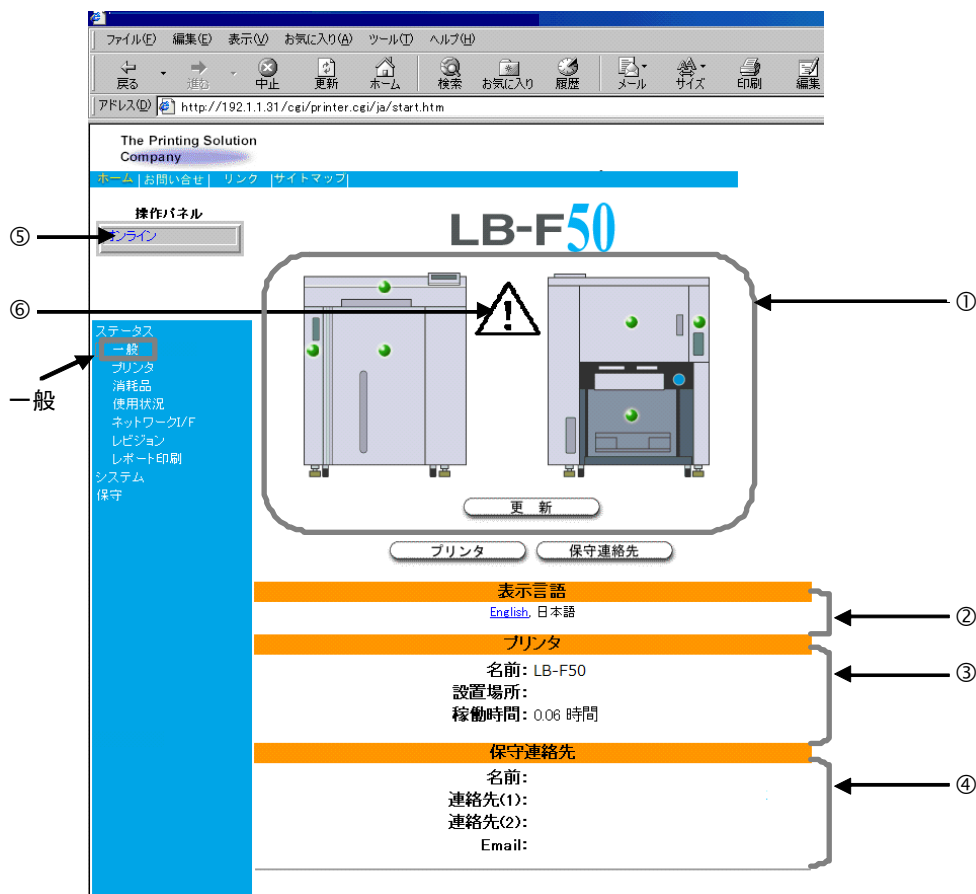 ファイル(F) 編集(E) 表示(V) お気に入り(A) ツール(T) ヘルプ(H)
戻る 進む 中止 更新 ホーム 検索 お気に入り 履歴 メール サイズ 印刷 編集
アドレス(D) http://192.1.1.31/cgi/printer.cgi/ja/start.htm
The Printing Solution
Company
ホーム | お問い合せ | リンク | サイトマップ |
操作パネル
⑤
オンライン
LB-F50
⑥
①
ステータス
一般
プリンタ
消耗品
使用状況
ネットワークI/F
レビジョン
レポート印刷
システム
保守
一般
更 新
プリンタ 保守連絡先
表示言語
English, 日本語
②
プリンタ
名前: LB-F50
設置場所:
稼働時間: 0.06 時間
③
保守連絡先
名前:
連絡先(1):
連絡先(2):
Email:
④